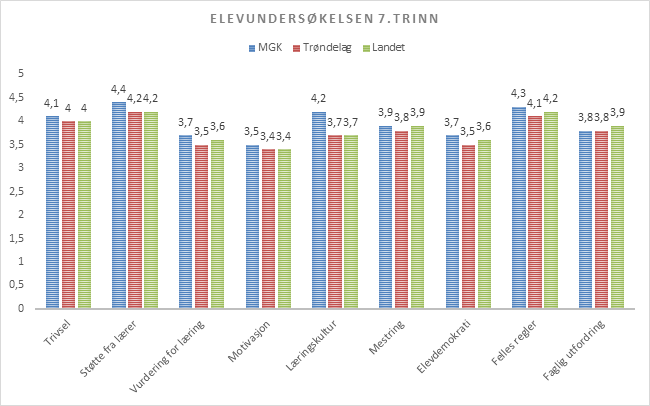 ELEVUNDERSØKELSEN 7.TRINN
MGK Trøndelag Landet
5
4,5
4
3,5
3
2,5
2
1,5
1
0,5
0
4,1 4 4
4,4 4,2 4,2
3,7 3,5 3,6
3,5 3,4 3,4
4,2 3,7 3,7
3,9 3,8 3,9
3,7 3,5 3,6
4,3 4,1 4,2
3,8 3,8 3,9
Trivsel
Støtte fra lærer
Vurdering for læring
Motivasjon
Læringskultur
Mestring
Elevdemokrati
Felles regler
Faglig utfordring